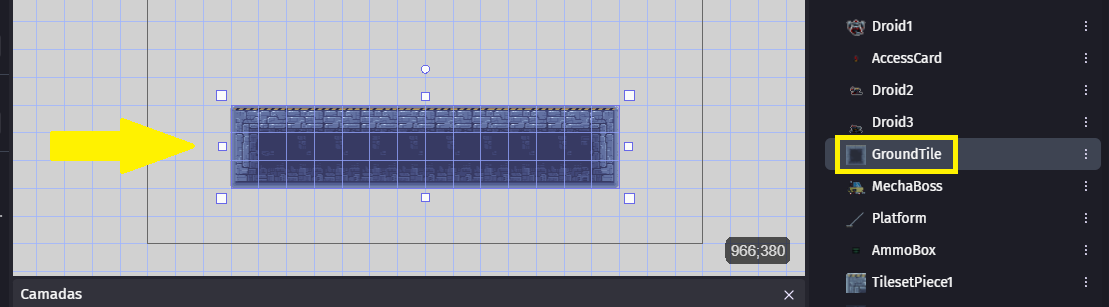 Droid1
AccessCard
Droid2
Droid3
GroundTile
MechaBoss
Platform
966;380
AmmoBox
Camadas
TilesetPiece1